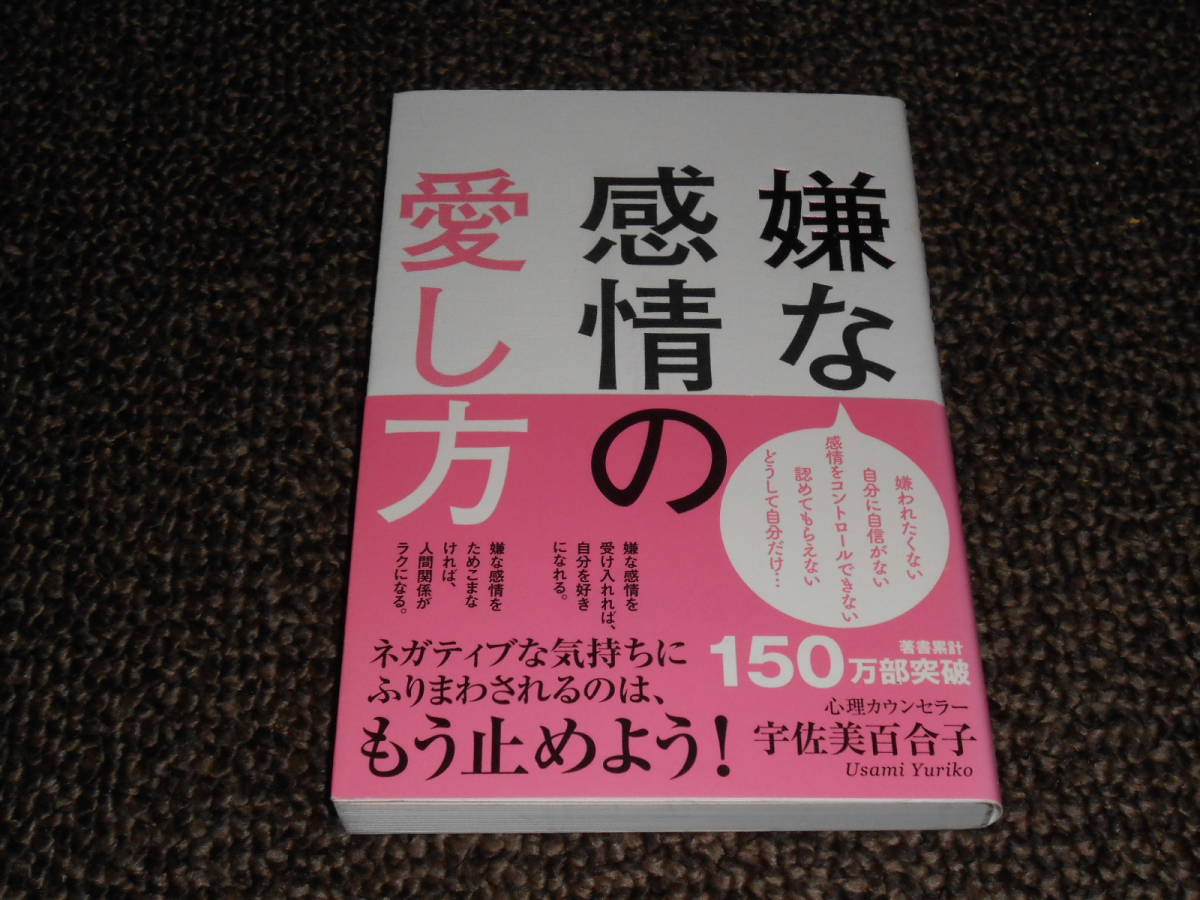 嫌な
感情の
愛し方
嫌われたくない
自分に自信がない
感情をコントロールできない
認めてもらえない
どうして自分だけ…
嫌な感情を
受け入れれば、
自分を好き
になれる。
嫌な感情を
ためこまな
ければ、
人間関係が
ラクになる。
著書累計
150万部突破
心理カウンセラー
宇佐美百合子
Usami Yuriko
ネガティブな気持ちに
ふりまわされるのは、
もう止めよう!